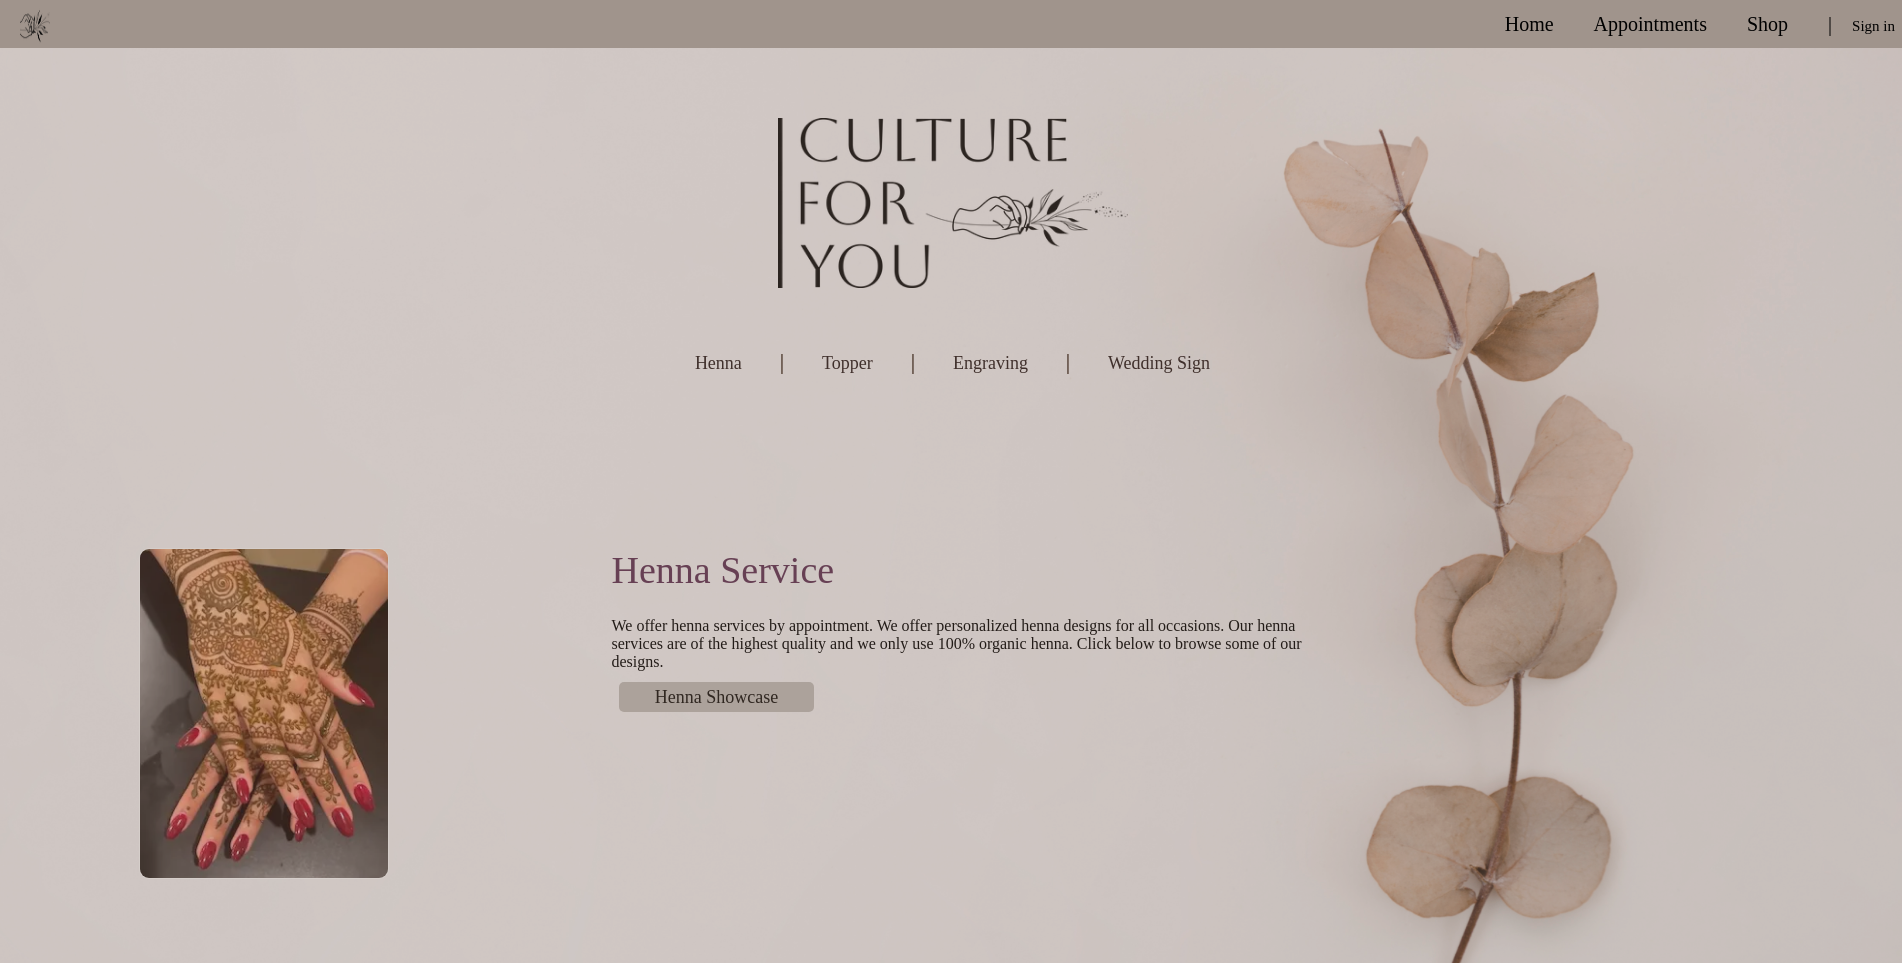 Home Appointments Shop | Sign in
CULTURE
FOR
YOU
Henna | Topper | Engraving | Wedding Sign
Henna Service
We offer henna services by appointment. We offer personalized henna designs for all occasions. Our henna
services are of the highest quality and we only use 100% organic henna. Click below to browse some of our
designs.
Henna Showcase